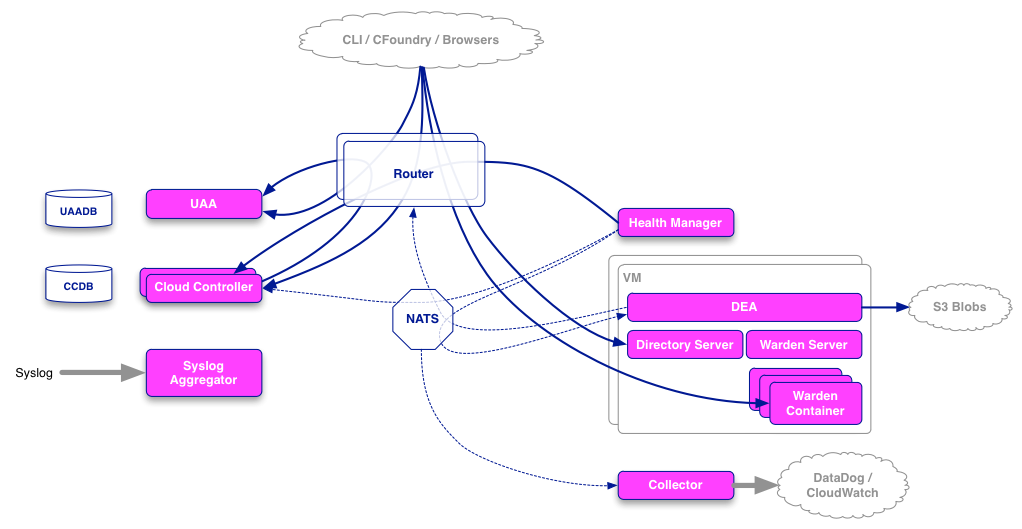 CLI / CFoundry / Browsers
Router
UAADB
UAA
Health Manager
CCDB
Cloud Controller
VM
NATS
DEA
S3 Blobs
Directory Server
Warden Server
Syslog
Syslog
Aggregator
Warden
Container
Collector
DataDog /
CloudWatch